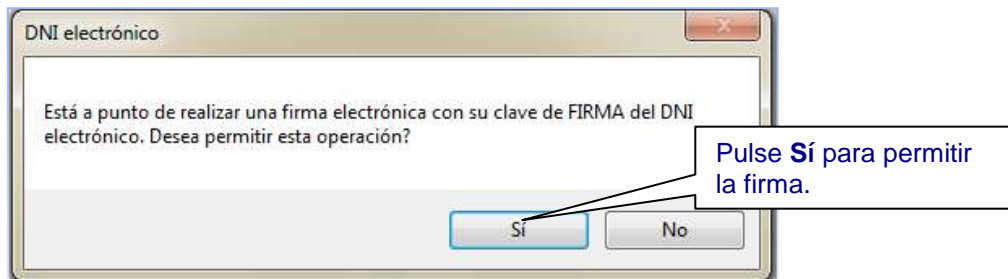 DNI electrónico
Está a punto de realizar una firma electrónica con su clave de FIRMA del DNI
electrónico. Desea permitir esta operación?
Pulse Sí para permitir
la firma.
Sí
No